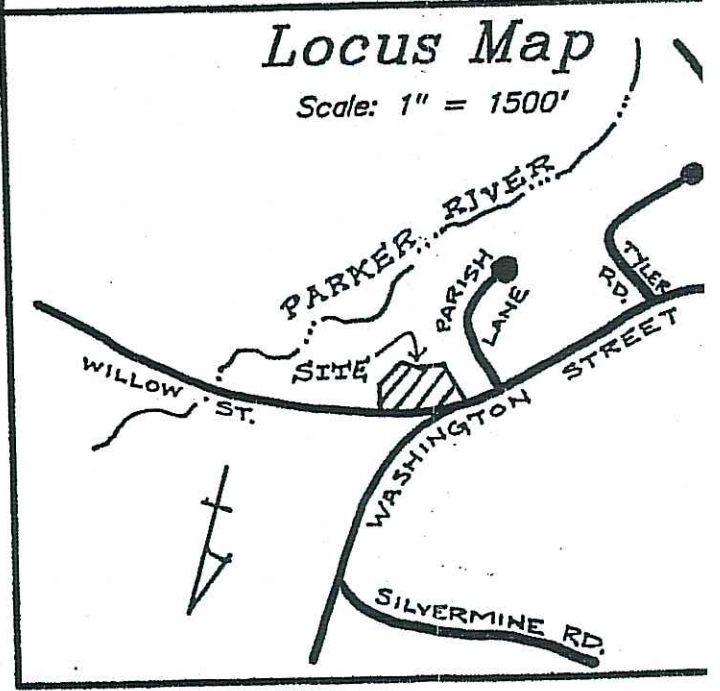 Locus Map
Scale: 1" = 1500'
PARKER RIVER
PARISH
LANE
TYLER
RD.
SITE
WILLOW
ST.
WASHINGTON STREET
SILVERMINE RD.